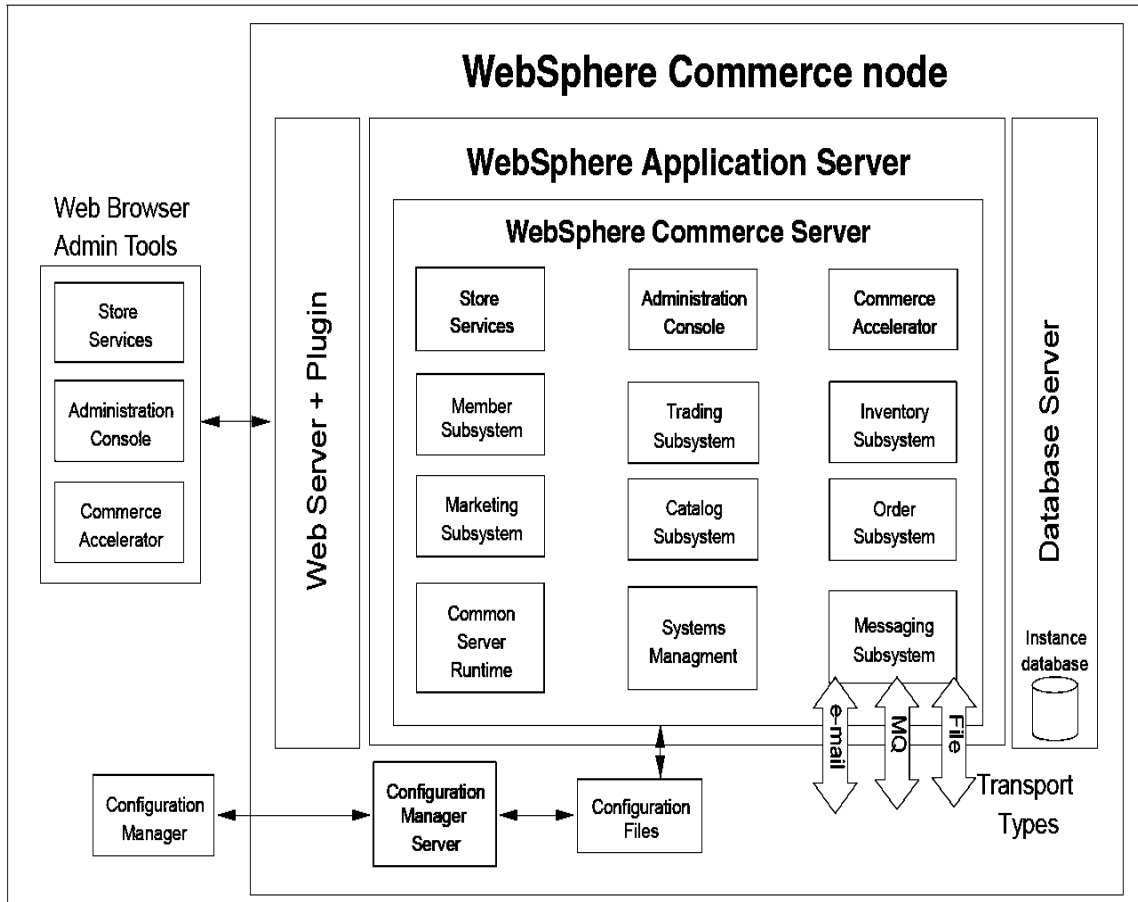 WebSphere Commerce node
WebSphere Application Server
WebSphere Commerce Server
Web Browser
Admin Tools
Store
Services
Administration
Console
Commerce
Accelerator
Web Server + Plugin
Store
Services
Administration
Console
Commerce
Accelerator
Member
Subsystem
Trading
Subsystem
Inventory
Subsystem
Marketing
Subsystem
Catalog
Subsystem
Order
Subsystem
Common
Server
Runtime
Systems
Managment
Messaging
Subsystem
Database Server
Instance
database
e-mail
MQ
File
Transport
Types
Configuration
Manager
Configuration
Manager
Server
Configuration
Files